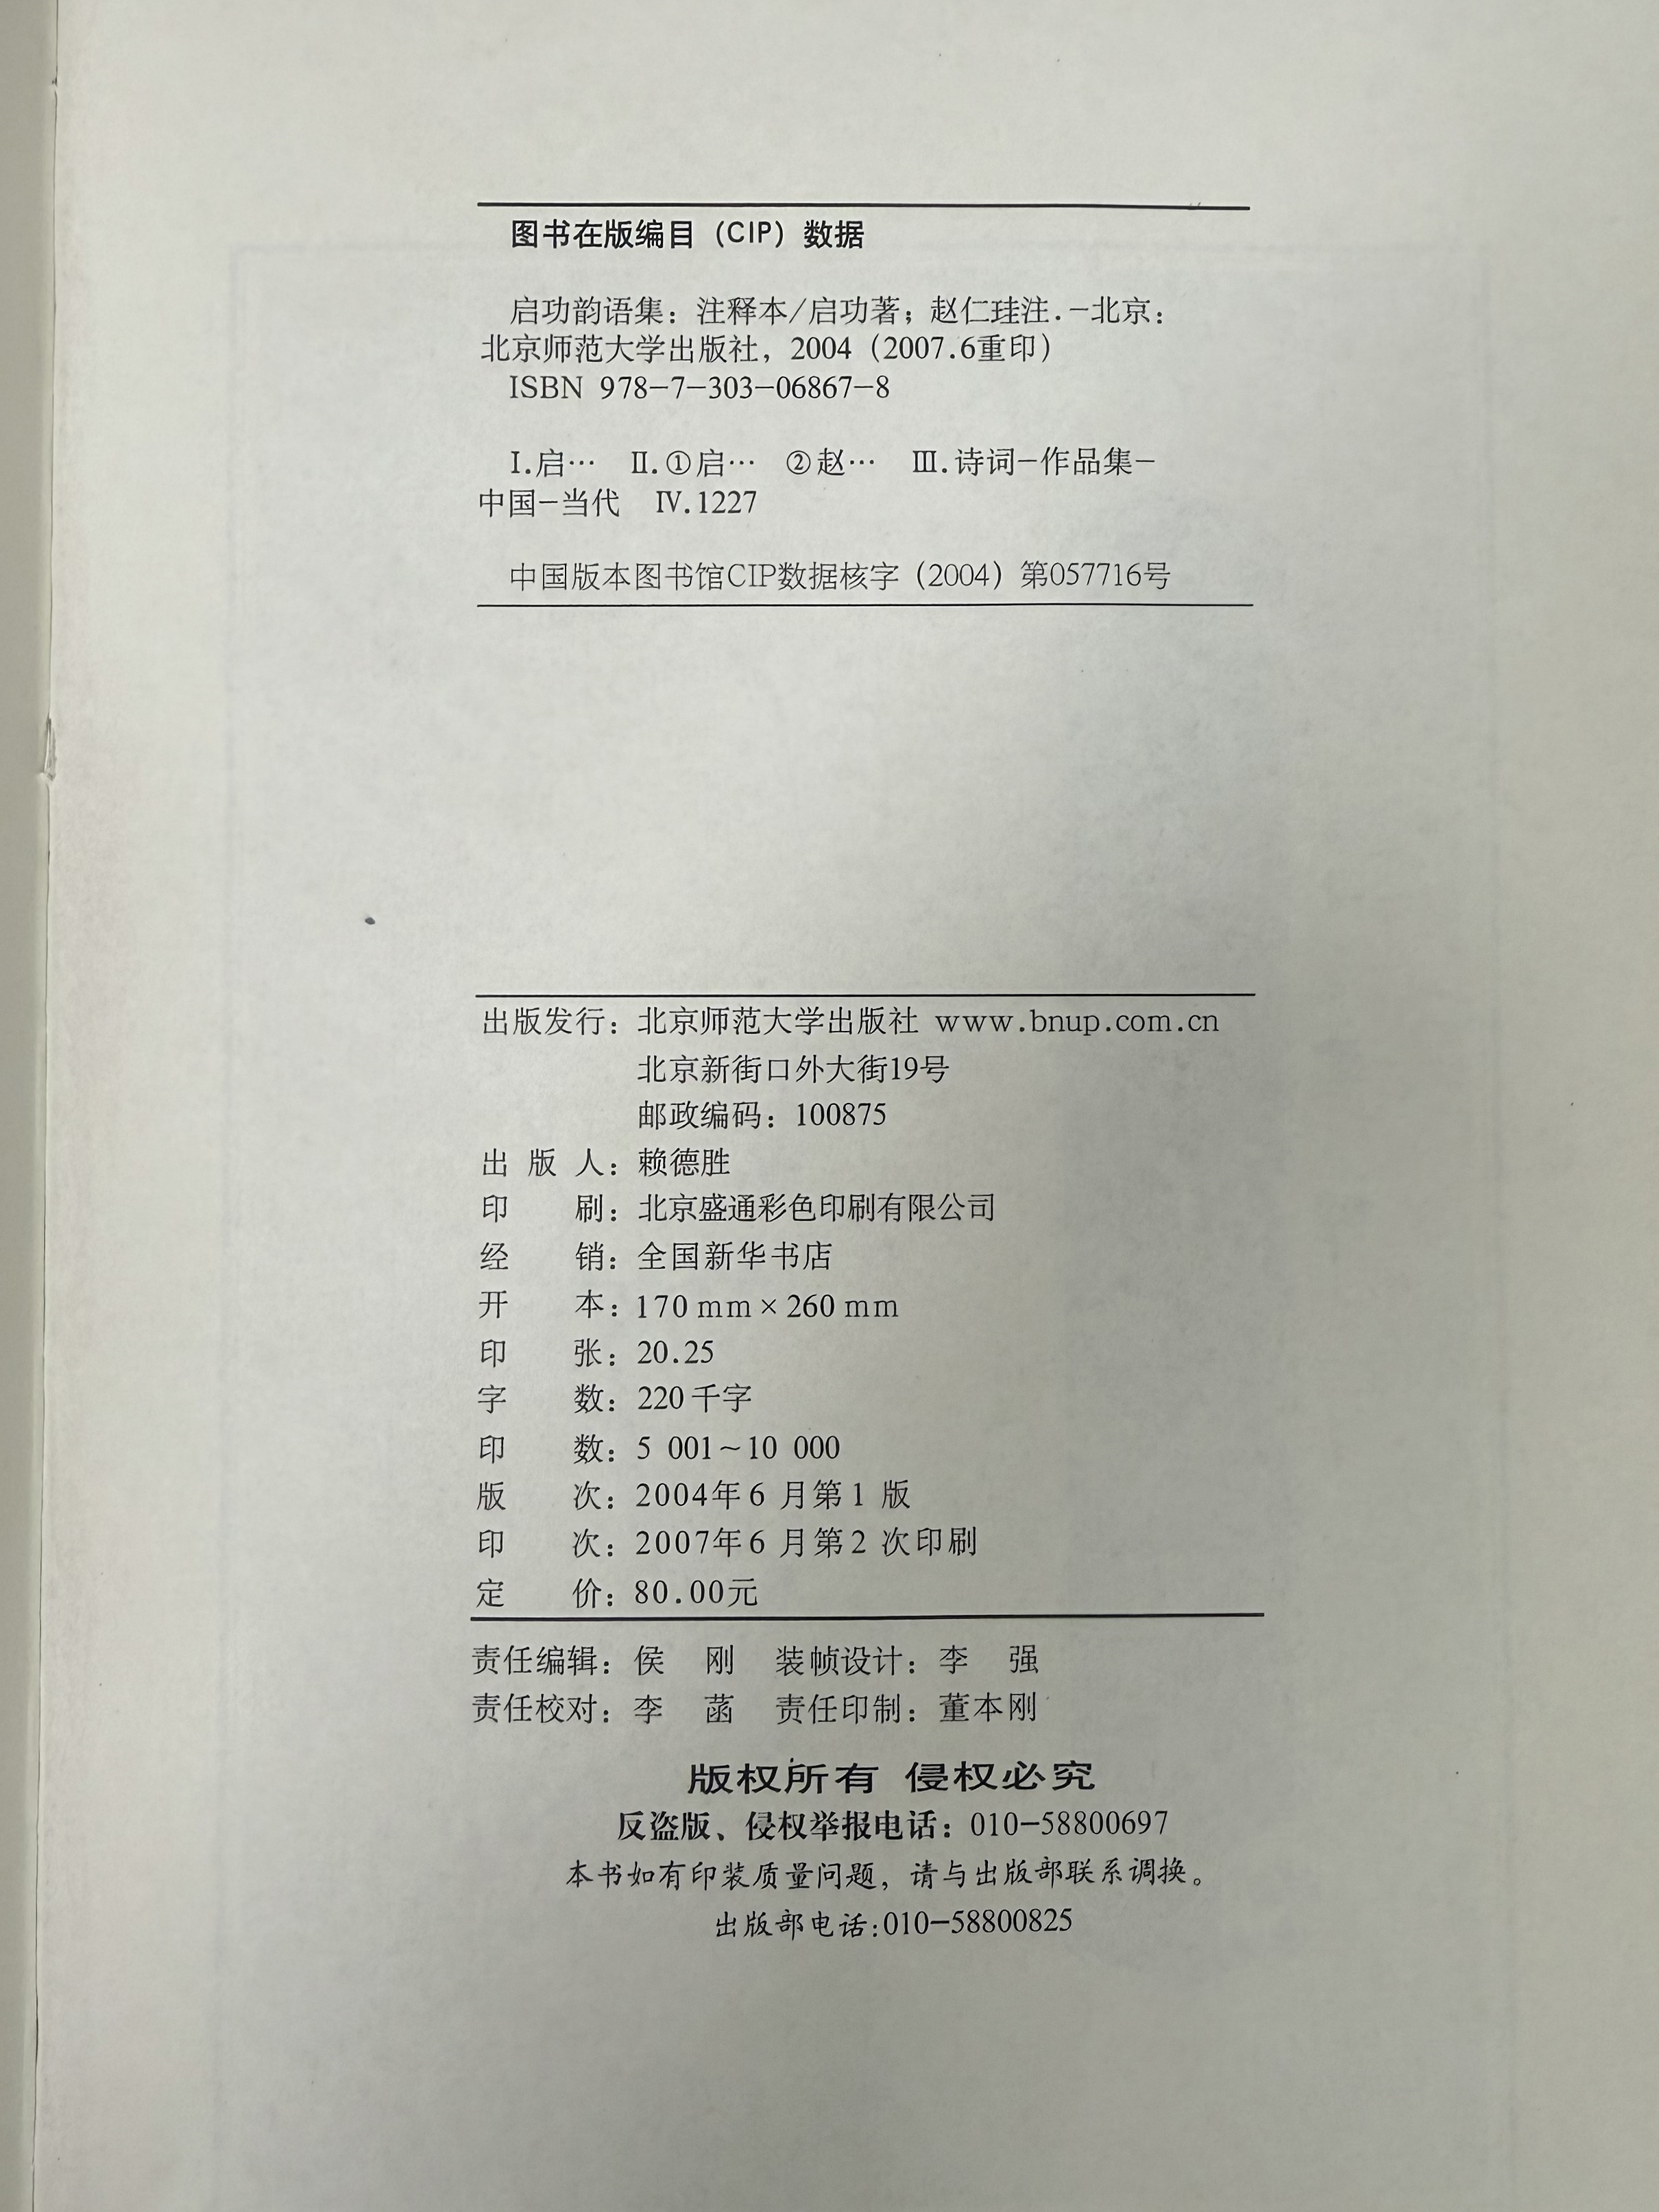 图书在版编目（CIP）数据
启功韵语集：注释本/启功著；赵仁珪注.－北京：
北京师范大学出版社，2004（2007.6重印）
ISBN 978-7-303-06867-8
Ⅰ.启… Ⅱ.①启… ②赵… Ⅲ.诗词－作品集－
中国－当代 Ⅳ.1227
中国版本图书馆CIP数据核字（2004）第057716号
出版发行：北京师范大学出版社 www.bnup.com.cn
北京新街口外大街19号
邮政编码：100875
出 版 人：赖德胜
印 刷：北京盛通彩色印刷有限公司
经 销：全国新华书店
开 本：170 mm×260 mm
印 张：20.25
字 数：220千字
印 数：5 001~10 000
版 次：2004年6 月第1 版
印 次：2007年6 月第2 次印刷
定 价：80.00元
责任编辑：侯 刚 装帧设计：李 强
责任校对：李 菡 责任印制：董本刚
版权所有 侵权必究
反盗版、侵权举报电话：010-58800697
本书如有印装质量问题，请与出版部联系调换。
出版部电话:010-58800825